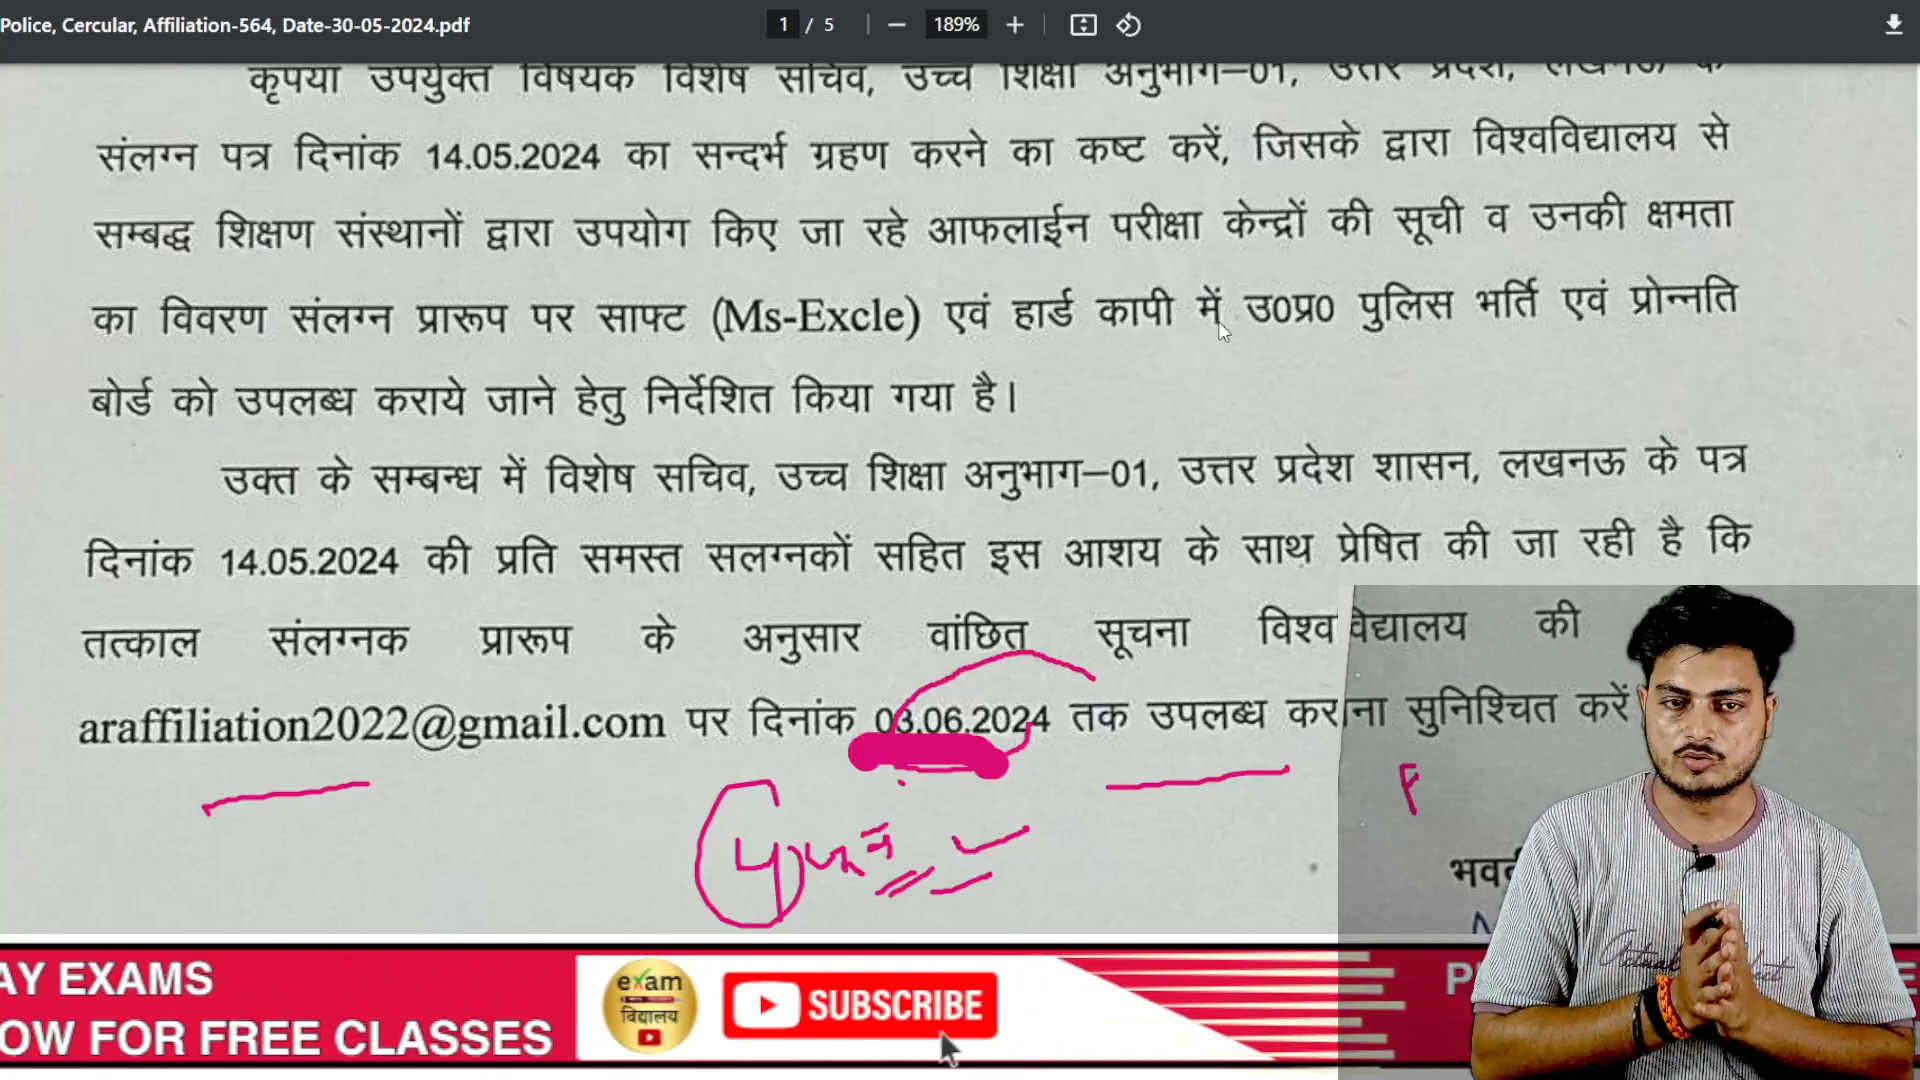 Police, Cercular, Affiliation-564, Date-30-05-2024.pdf
1 / 5
189%
कृपया उपर्युक्त विषयक विशेष सचिव, उच्च शिक्षा अनुभाग–01, उत्तर प्रदेश, लखनऊ के
संलग्न पत्र दिनांक 14.05.2024 का सन्दर्भ ग्रहण करने का कष्ट करें, जिसके द्वारा विश्वविद्यालय से
सम्बद्ध शिक्षण संस्थानों द्वारा उपयोग किए जा रहे आफलाईन परीक्षा केन्द्रों की सूची व उनकी क्षमता
का विवरण संलग्न प्रारूप पर साफ्ट (Ms-Excle) एवं हार्ड कापी में उ0प्र0 पुलिस भर्ति एवं प्रोन्नति
बोर्ड को उपलब्ध कराये जाने हेतु निर्देशित किया गया है।
उक्त के सम्बन्ध में विशेष सचिव, उच्च शिक्षा अनुभाग–01, उत्तर प्रदेश शासन, लखनऊ के पत्र
दिनांक 14.05.2024 की प्रति समस्त सलग्नकों सहित इस आशय के साथ प्रेषित की जा रही है कि
तत्काल संलग्नक प्रारूप के अनुसार वांछित सूचना विश्वविद्यालय की
araffiliation2022@gmail.com पर दिनांक 03.06.2024 तक उपलब्ध कराना सुनिश्चित करें
AY EXAMS
OW FOR FREE CLASSES
exam
विद्यालय
SUBSCRIBE